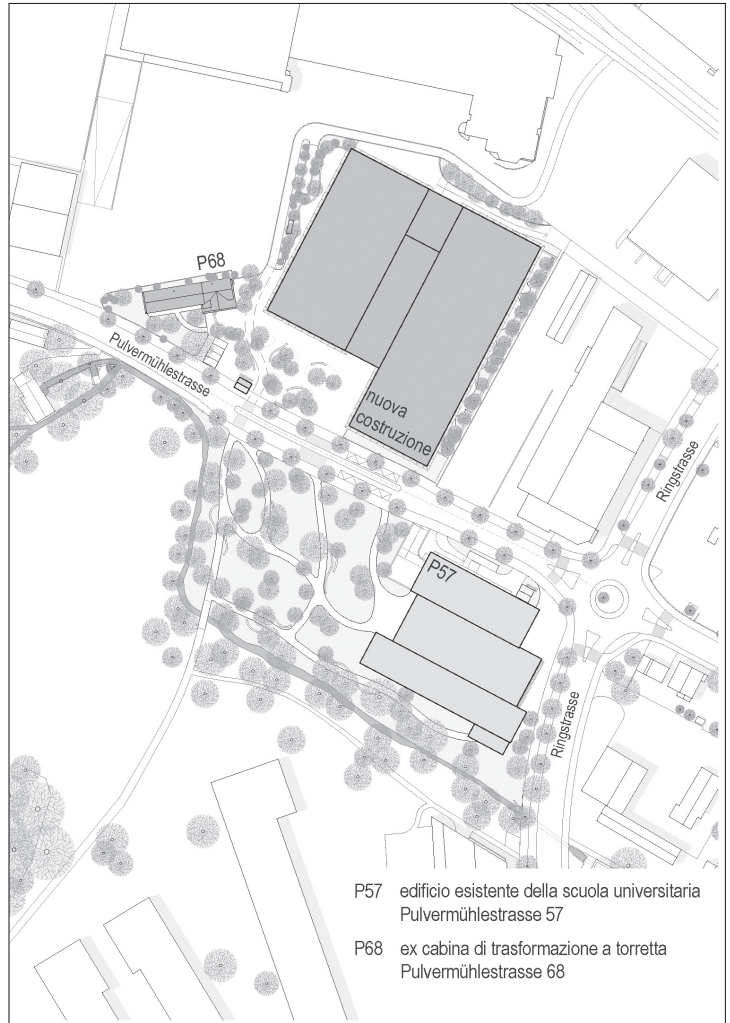 P68
Pulvermühlestrasse
nuova
costruzione
Ringstrasse
P57
Ringstrasse
P57 edificio esistente della scuola universitaria
Pulvermühlestrasse 57
P68 ex cabina di trasformazione a torretta
Pulvermühlestrasse 68